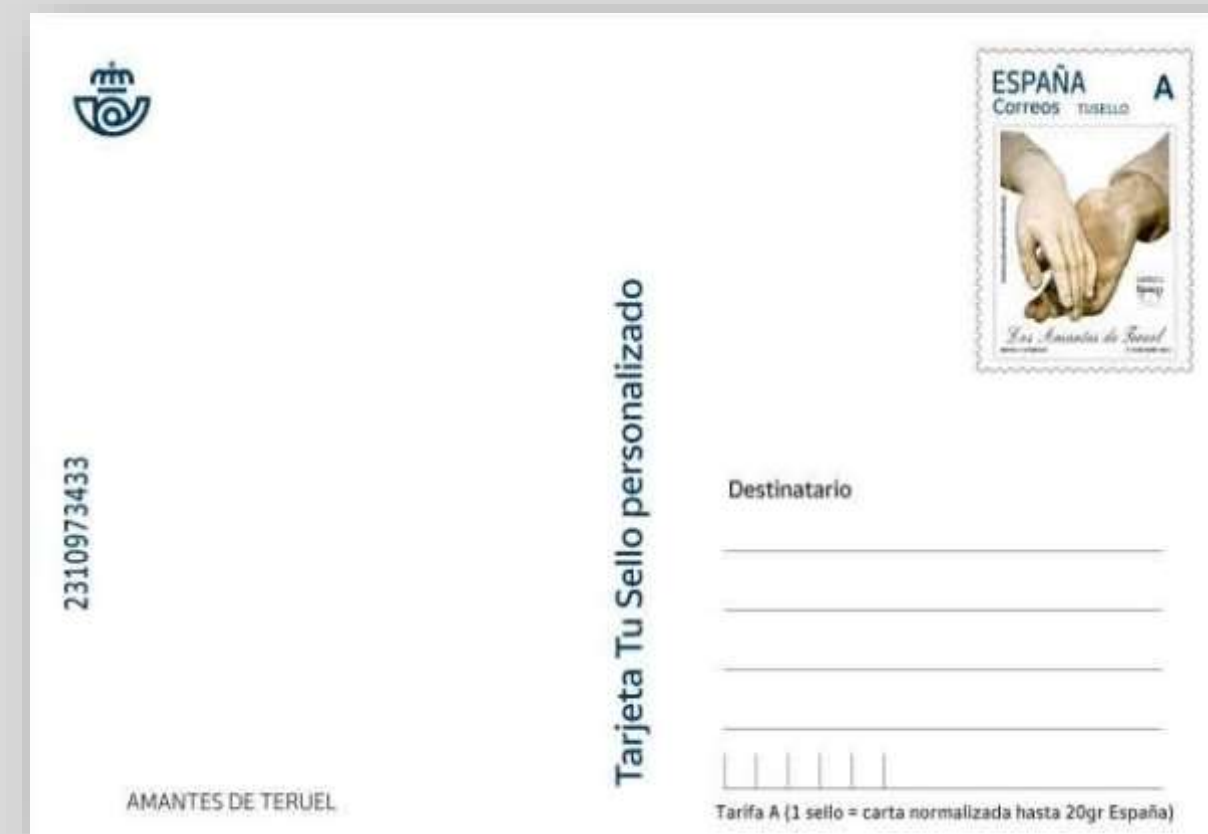 ESPAÑA A
Correos TUSELLO
Los Amantes de Teruel
Tarjeta Tu Sello personalizado
2310973433
Destinatario
AMANTES DE TERUEL
Tarifa A (1 sello = carta normalizada hasta 20gr España)